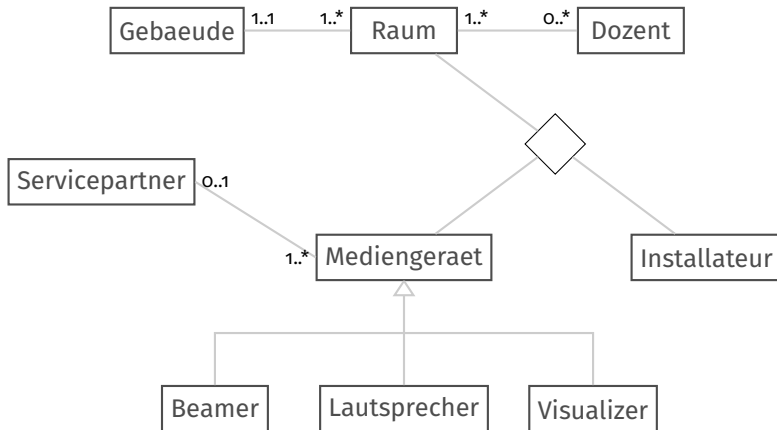 Gebaeude 1..1 1..* Raum 1..* 0..* Dozent
Servicepartner 0..1
1..* Mediengeraet Installateur
Beamer Lautsprecher Visualizer